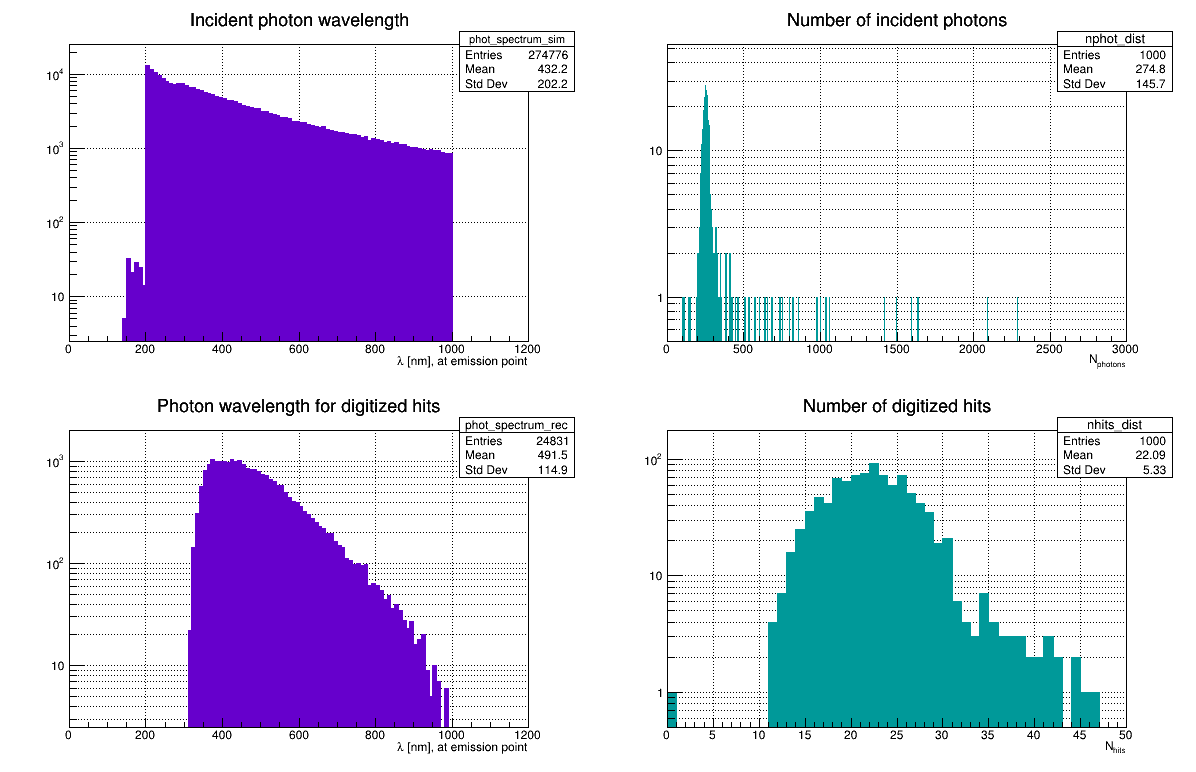 Incident photon wavelength
phot_spectrum_sim
Entries 274776
Mean 432.2
Std Dev 202.2
10^4
10^3
10^2
10
0 200 400 600 800 1000 1200
λ [nm], at emission point
Number of incident photons
nphot_dist
Entries 1000
Mean 274.8
Std Dev 145.7
10
1
0 500 1000 1500 2000 2500 3000
N_photons
Photon wavelength for digitized hits
phot_spectrum_rec
Entries 24831
Mean 491.5
Std Dev 114.9
10^3
10^2
10
0 200 400 600 800 1000 1200
λ [nm], at emission point
Number of digitized hits
nhits_dist
Entries 1000
Mean 22.09
Std Dev 5.33
10^2
10
1
0 5 10 15 20 25 30 35 40 45 50
N_hits